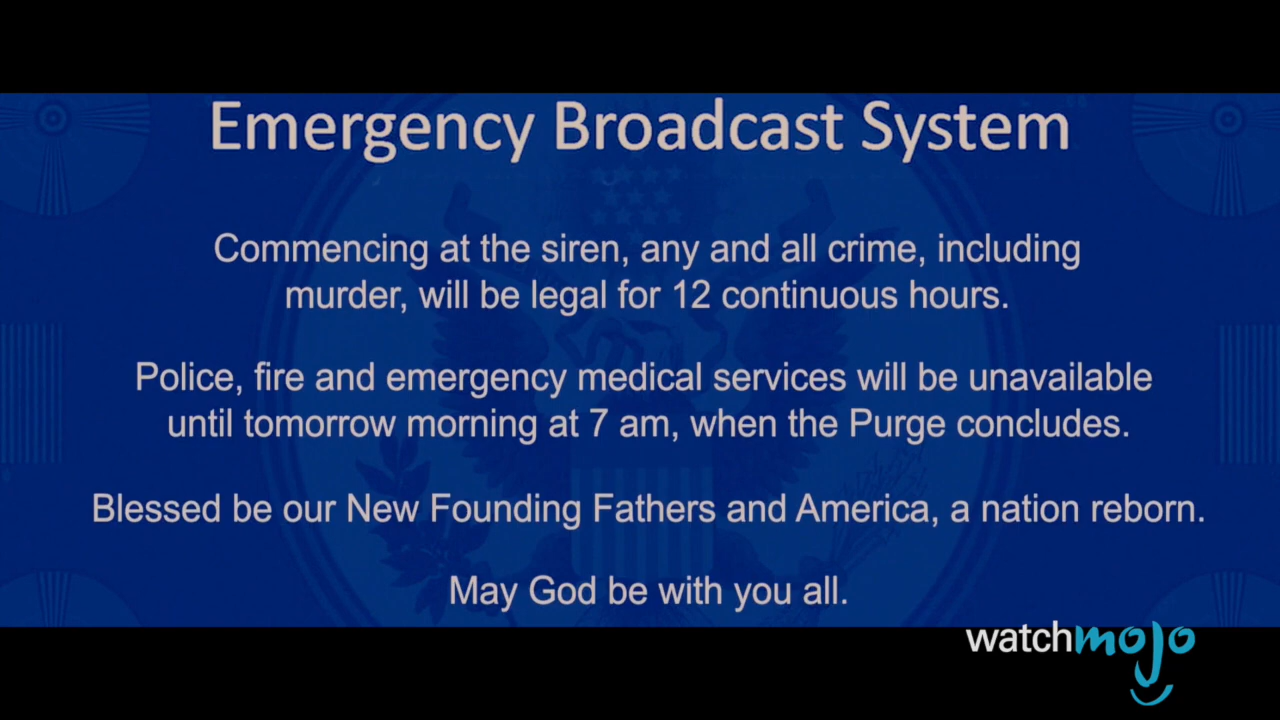 Emergency Broadcast System
Commencing at the siren, any and all crime, including
murder, will be legal for 12 continuous hours.
Police, fire and emergency medical services will be unavailable
until tomorrow morning at 7 am, when the Purge concludes.
Blessed be our New Founding Fathers and America, a nation reborn.
May God be with you all.
watchmojo